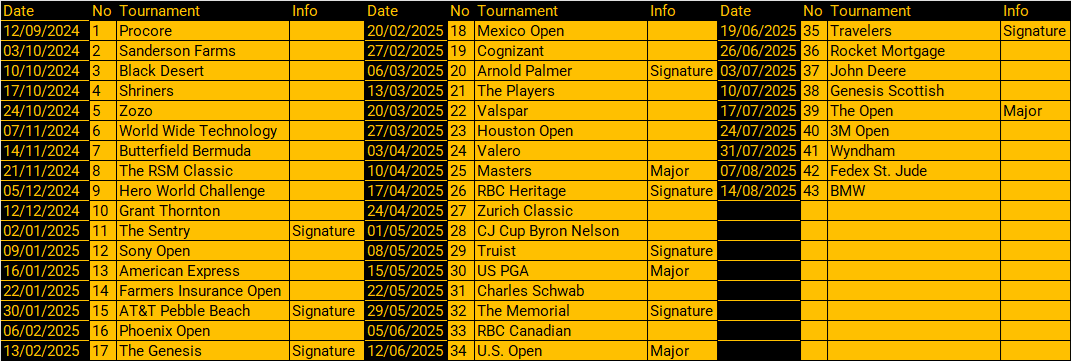 Date No Tournament Info Date No Tournament Info Date No Tournament Info
12/09/2024 1 Procore 20/02/2025 18 Mexico Open 19/06/2025 35 Travelers Signature
03/10/2024 2 Sanderson Farms 27/02/2025 19 Cognizant 26/06/2025 36 Rocket Mortgage
10/10/2024 3 Black Desert 06/03/2025 20 Arnold Palmer Signature 03/07/2025 37 John Deere
17/10/2024 4 Shriners 13/03/2025 21 The Players 10/07/2025 38 Genesis Scottish
24/10/2024 5 Zozo 20/03/2025 22 Valspar 17/07/2025 39 The Open Major
07/11/2024 6 World Wide Technology 27/03/2025 23 Houston Open 24/07/2025 40 3M Open
14/11/2024 7 Butterfield Bermuda 03/04/2025 24 Valero 31/07/2025 41 Wyndham
21/11/2024 8 The RSM Classic 10/04/2025 25 Masters Major 07/08/2025 42 Fedex St. Jude
05/12/2024 9 Hero World Challenge 17/04/2025 26 RBC Heritage Signature 14/08/2025 43 BMW
12/12/2024 10 Grant Thornton 24/04/2025 27 Zurich Classic
02/01/2025 11 The Sentry Signature 01/05/2025 28 CJ Cup Byron Nelson
09/01/2025 12 Sony Open 08/05/2025 29 Truist Signature
16/01/2025 13 American Express 15/05/2025 30 US PGA Major
22/01/2025 14 Farmers Insurance Open 22/05/2025 31 Charles Schwab
30/01/2025 15 AT&T Pebble Beach Signature 29/05/2025 32 The Memorial Signature
06/02/2025 16 Phoenix Open 05/06/2025 33 RBC Canadian
13/02/2025 17 The Genesis Signature 12/06/2025 34 U.S. Open Major